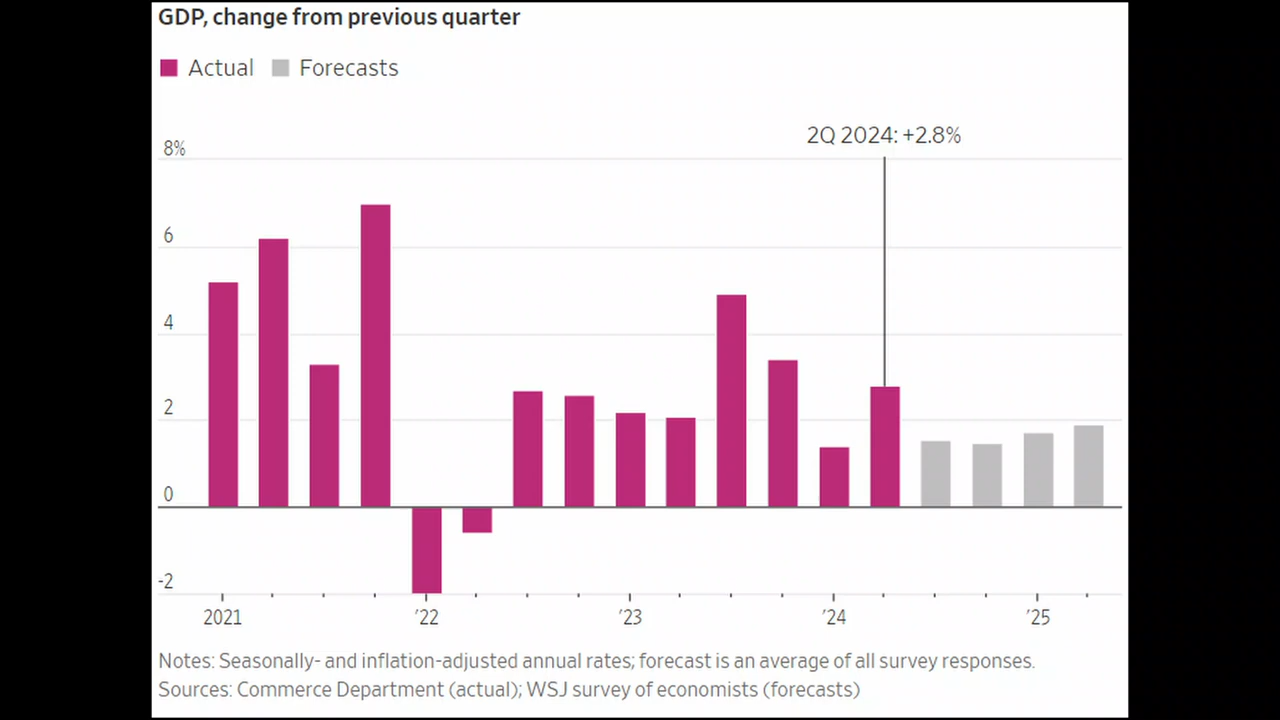 GDP, change from previous quarter
Actual Forecasts
2Q 2024: +2.8%
8%
6
4
2
0
-2
2021 ’22 ’23 ’24 ’25
Notes: Seasonally- and inflation-adjusted annual rates; forecast is an average of all survey responses.
Sources: Commerce Department (actual); WSJ survey of economists (forecasts)